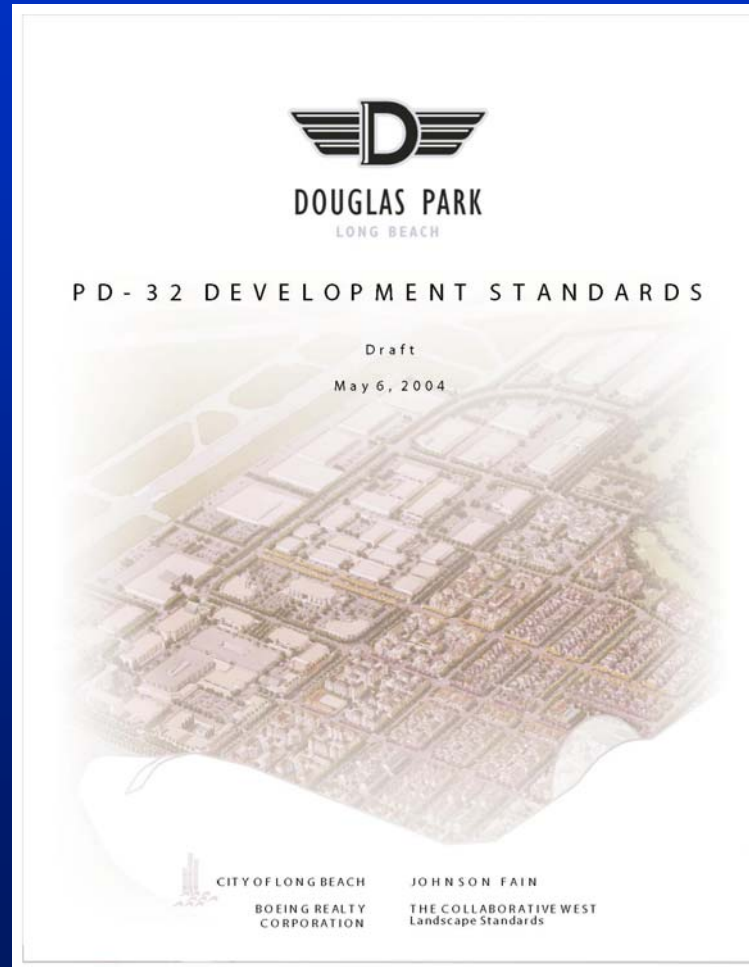 D
DOUGLAS PARK
LONG BEACH
PD-32 DEVELOPMENT STANDARDS
Draft
May 6, 2004
CITY OF LONG BEACH
BOEING REALTY
CORPORATION
JOHNSON FAIN
THE COLLABORATIVE WEST
Landscape Standards